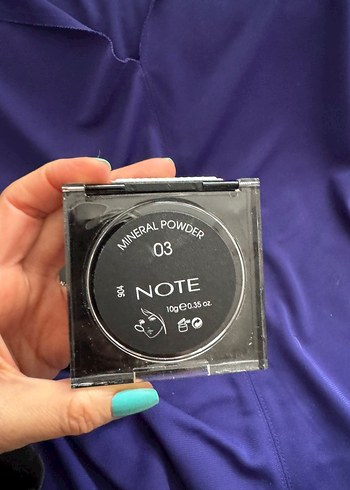 MINERAL POWDER
03
904
NOTE
10g e 0.35 oz.